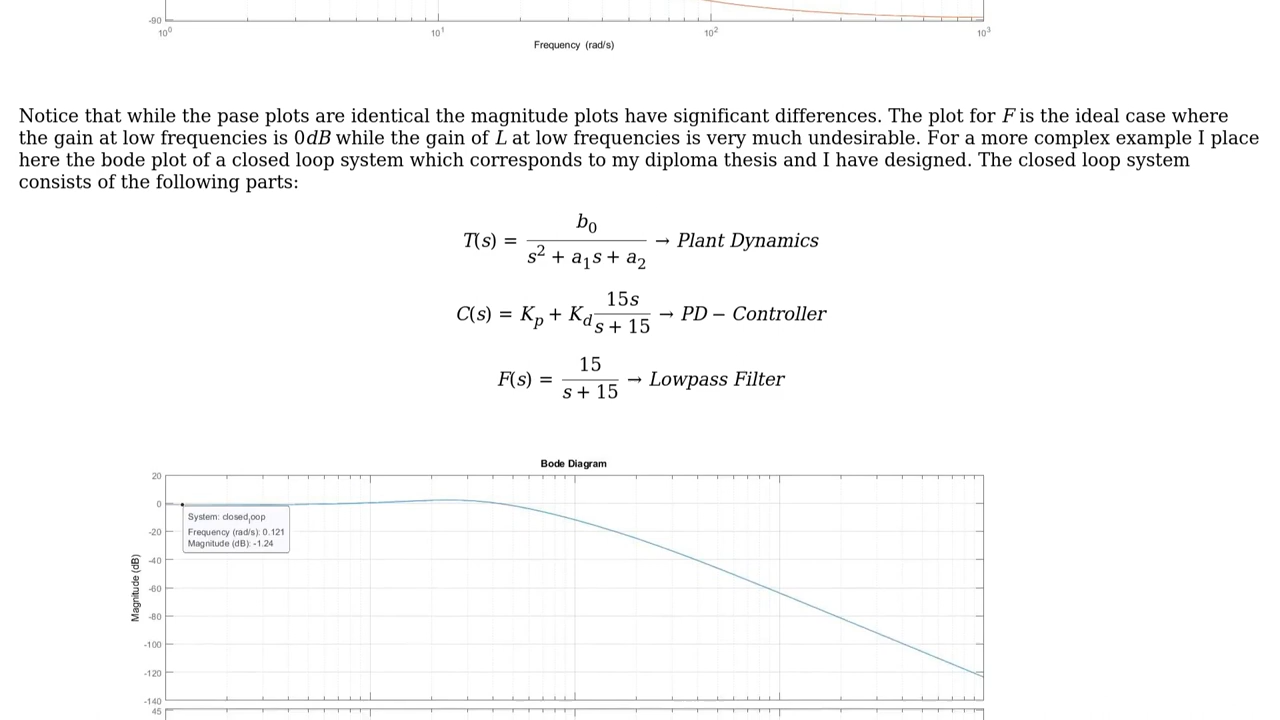 -90
10⁰ 10¹ 10² 10³
Frequency (rad/s)
Notice that while the pase plots are identical the magnitude plots have significant differences. The plot for F is the ideal case where
the gain at low frequencies is 0dB while the gain of L at low frequencies is very much undesirable. For a more complex example I place
here the bode plot of a closed loop system which corresponds to my diploma thesis and I have designed. The closed loop system
consists of the following parts:
T(s) = b₀ / (s² + a₁s + a₂) → Plant Dynamics
C(s) = Kₚ + K_d 15s / (s + 15) → PD − Controller
F(s) = 15 / (s + 15) → Lowpass Filter
Bode Diagram
20
0
System: closedₗoop
-20
Frequency (rad/s): 0.121
Magnitude (dB): -1.24
-40
Magnitude (dB)
-60
-80
-100
-120
-140
45